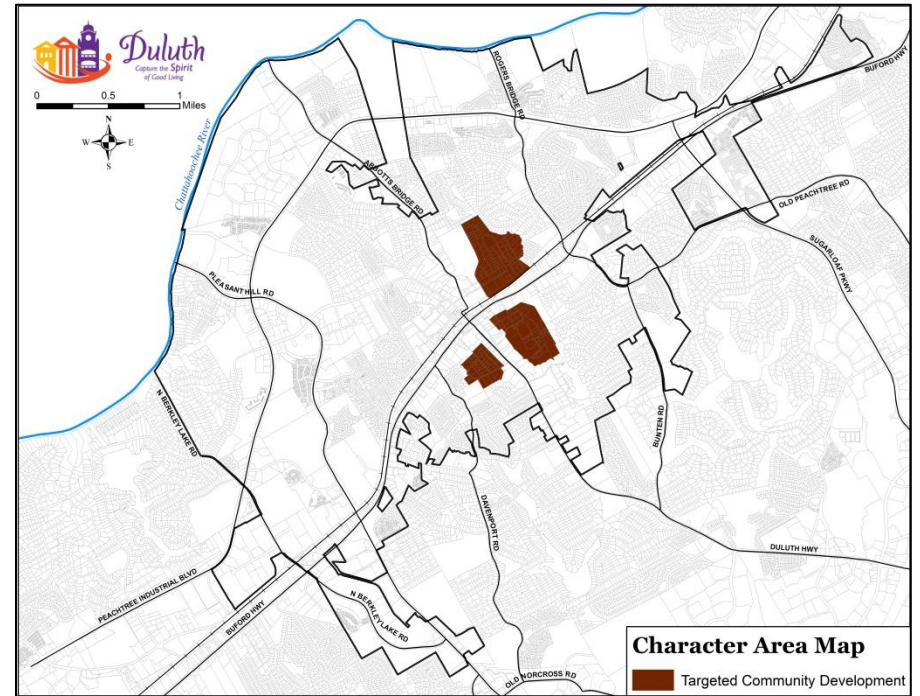 Duluth
Capture the Spirit
of Good Living
0 0.5 1
Miles
N
W E
S
Chattahoochee River
ROGERS BRIDGE RD
BUFORD HWY
ABBOTTS BRIDGE RD
OLD PEACHTREE RD
SUGARLOAF PKWY
PLEASANT HILL RD
N BERKLEY LAKE RD
BUNTEN RD
DAVENPORT RD
DULUTH HWY
PEACHTREE INDUSTRIAL BLVD
BUFORD HWY
N BERKLEY LAKE RD
OLD NORCROSS RD
Character Area Map
Targeted Community Development